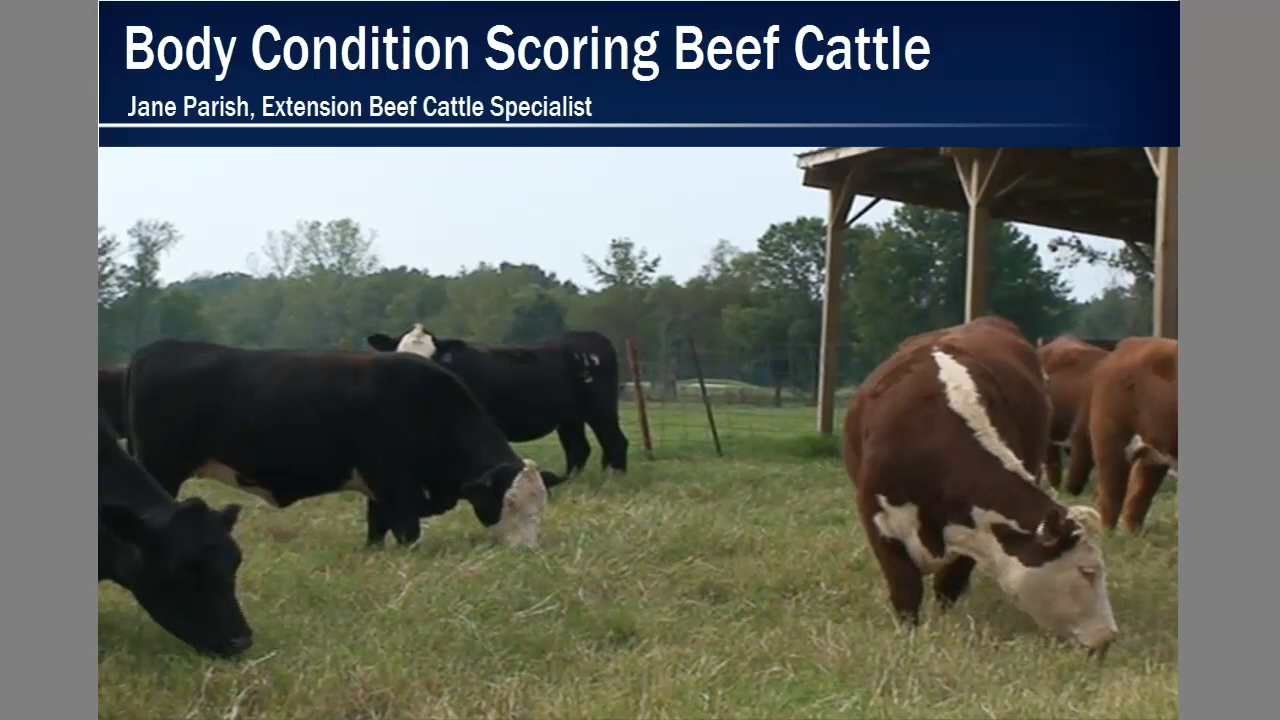 Body Condition Scoring Beef Cattle
Jane Parish, Extension Beef Cattle Specialist